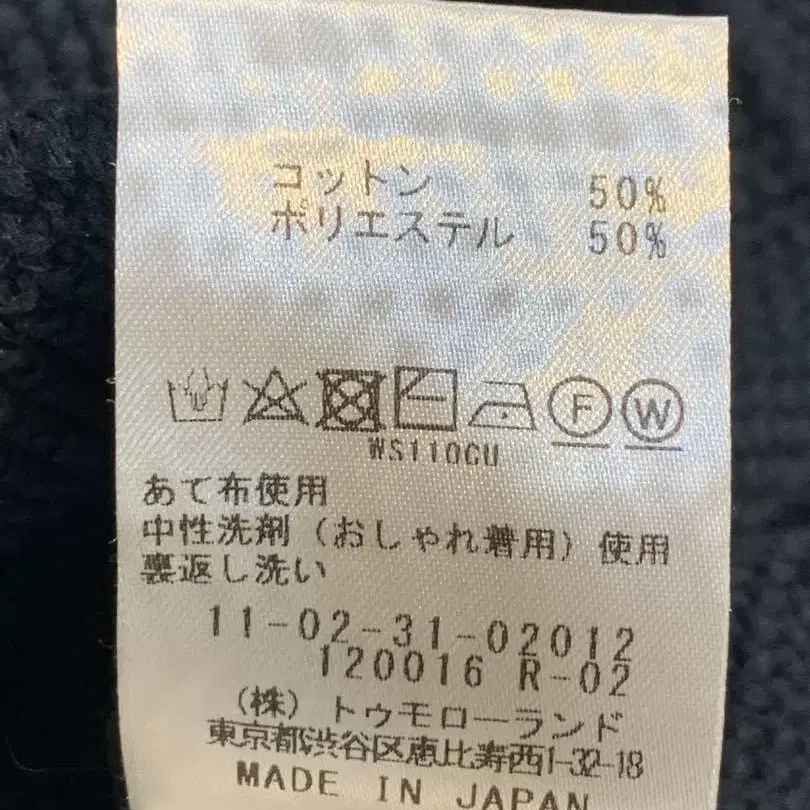 コットン 50%
ポリエステル 50%
F W
WS110CU
あて布使用
中性洗剤（おしゃれ着用）使用
裏返し洗い
11-02-31-02012
120016 R-02
（株）トゥモローランド
東京都渋谷区恵比寿西1-32-18
MADE IN JAPAN